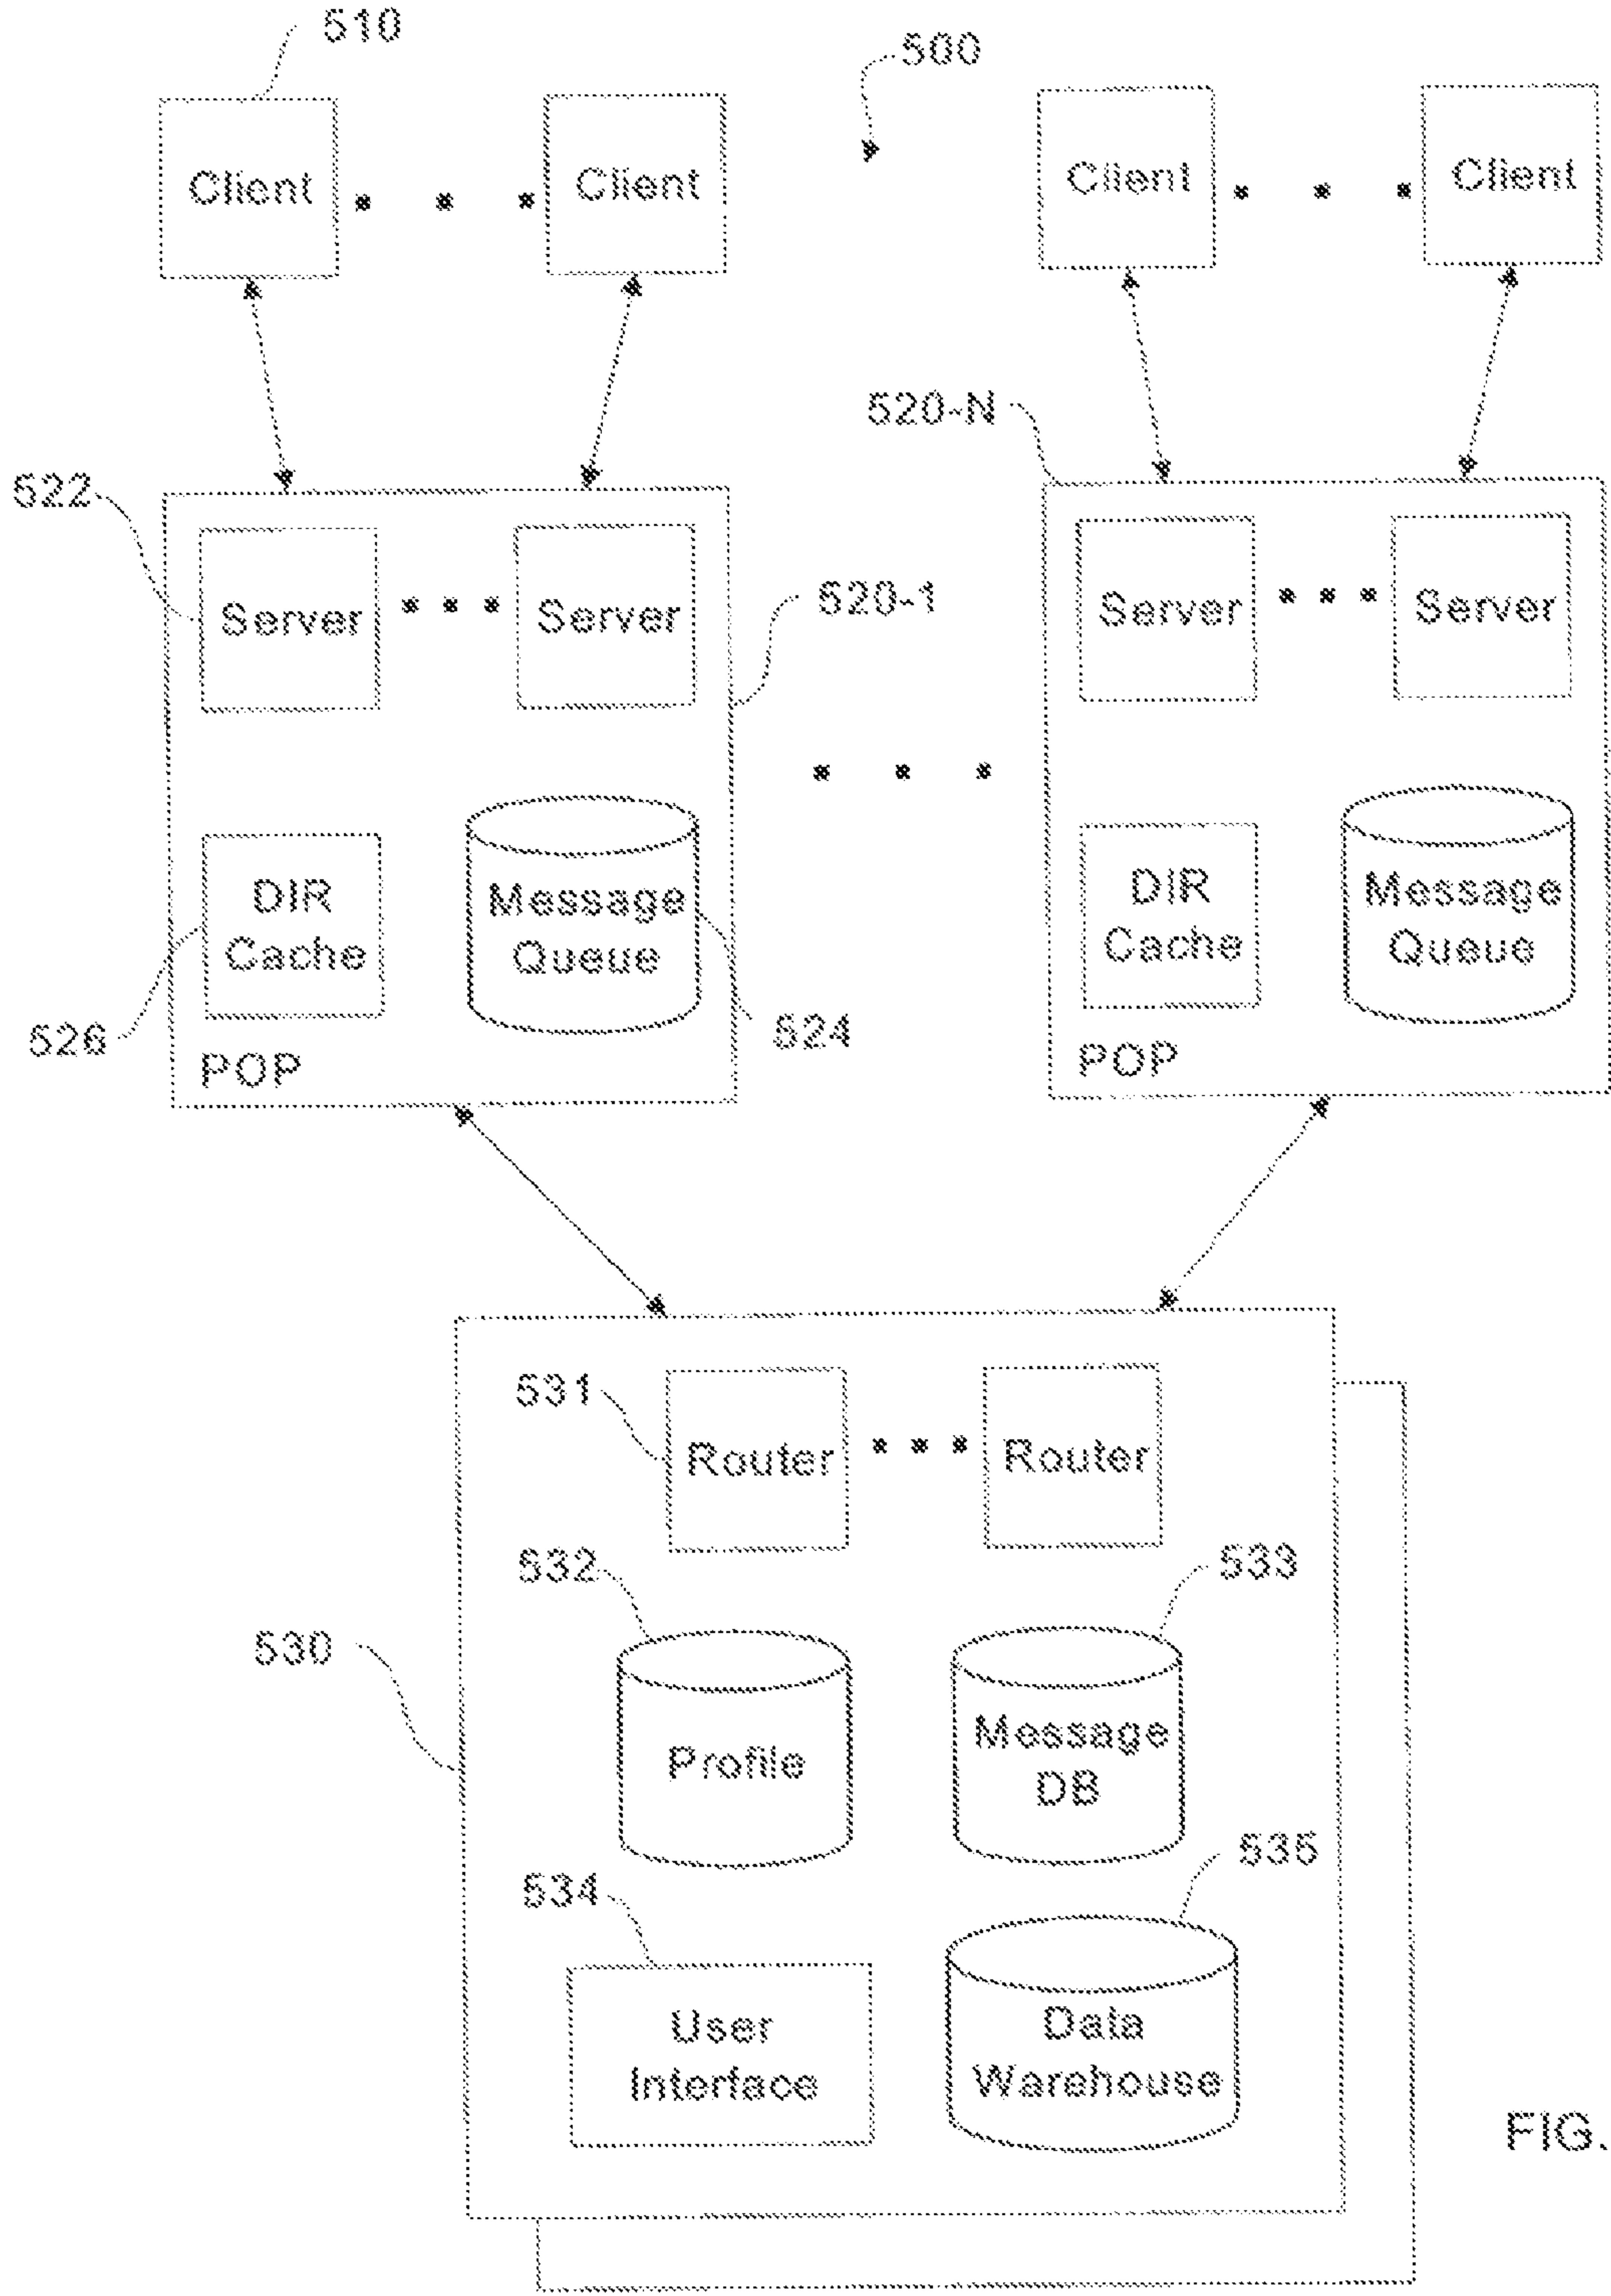 510
500
Client
Client
Client
Client
520-N
522
Server
Server
520-1
Server
Server
DIR
Cache
Message
Queue
DIR
Cache
Message
Queue
526
524
POP
POP
531
Router
Router
532
533
530
Profile
Message
DB
534
535
User
Interface
Data
Warehouse
FIG.